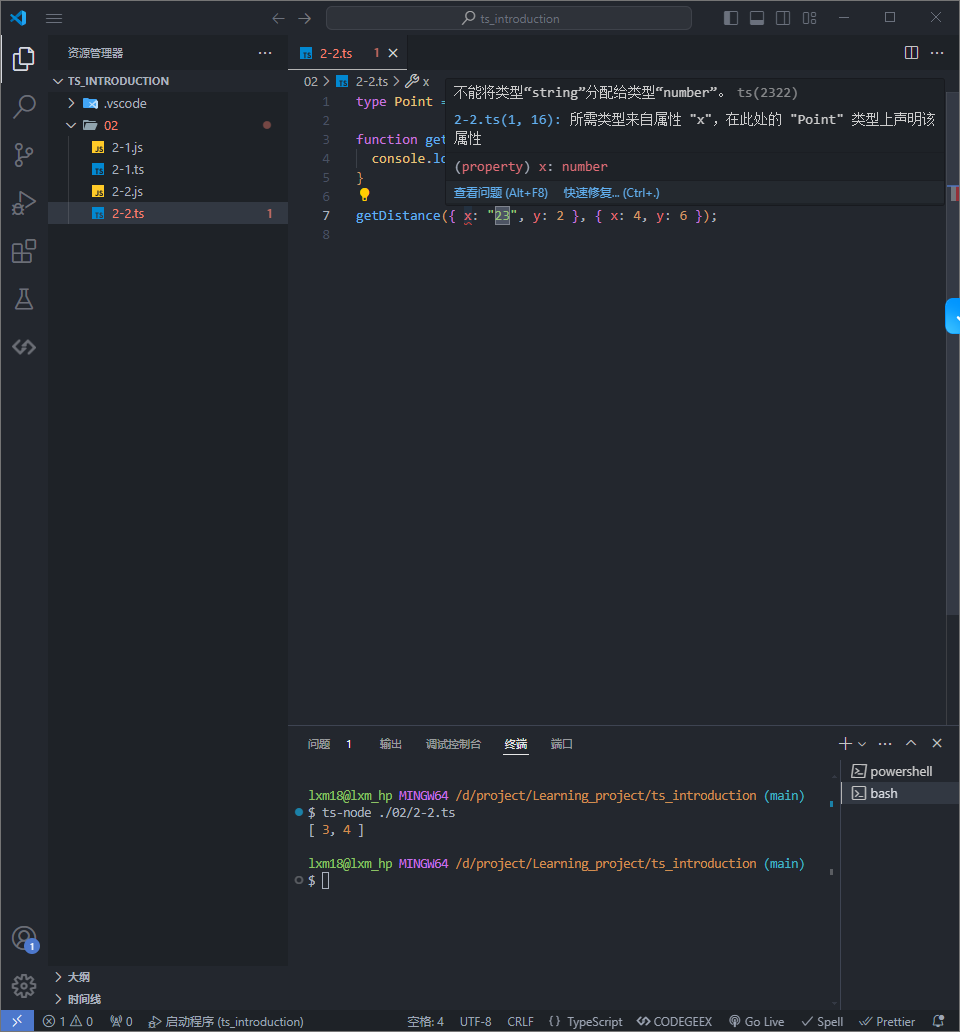 ts_introduction
资源管理器
TS_INTRODUCTION
.vscode
02
JS 2-1.js
TS 2-1.ts
JS 2-2.js
TS 2-2.ts 1
TS 2-2.ts 1
02 > TS 2-2.ts > x
1 type Point =
2
3 function get
4 console.lo
5 }
6
7 getDistance({ x: "23", y: 2 }, { x: 4, y: 6 });
8
不能将类型“string”分配给类型“number”。 ts(2322)
2-2.ts(1, 16): 所需类型来自属性 "x"，在此处的 "Point" 类型上声明该
属性
(property) x: number
查看问题 (Alt+F8) 快速修复... (Ctrl+.)
问题 1 输出 调试控制台 终端 端口
powershell
bash
lxm18@lxm_hp MINGW64 /d/project/Learning_project/ts_introduction (main)
$ ts-node ./02/2-2.ts
[ 3, 4 ]
lxm18@lxm_hp MINGW64 /d/project/Learning_project/ts_introduction (main)
$
1
大纲
时间线
1 0 0 启动程序 (ts_introduction) 空格: 4 UTF-8 CRLF {} TypeScript CODEGEEX Go Live Spell Prettier